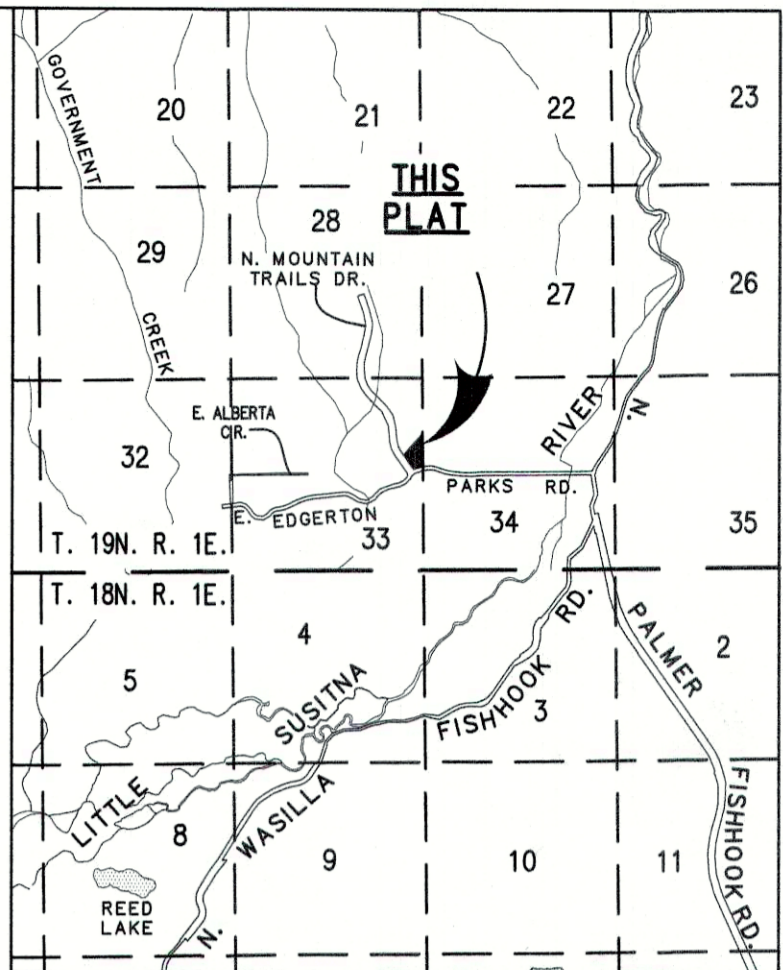 GOVERNMENT
CREEK
20
21
22
23
THIS
PLAT
28
29
N. MOUNTAIN
TRAILS DR.
27
26
E. ALBERTA
CIR.
32
RIVER
N.
PARKS RD.
E. EDGERTON
33
34
35
T. 19N. R. 1E.
T. 18N. R. 1E.
RD.
4
5
2
PALMER
SUSITNA
FISHHOOK
3
LITTLE
WASILLA
FISHHOOK RD.
8
9
10
11
REED
LAKE
N.